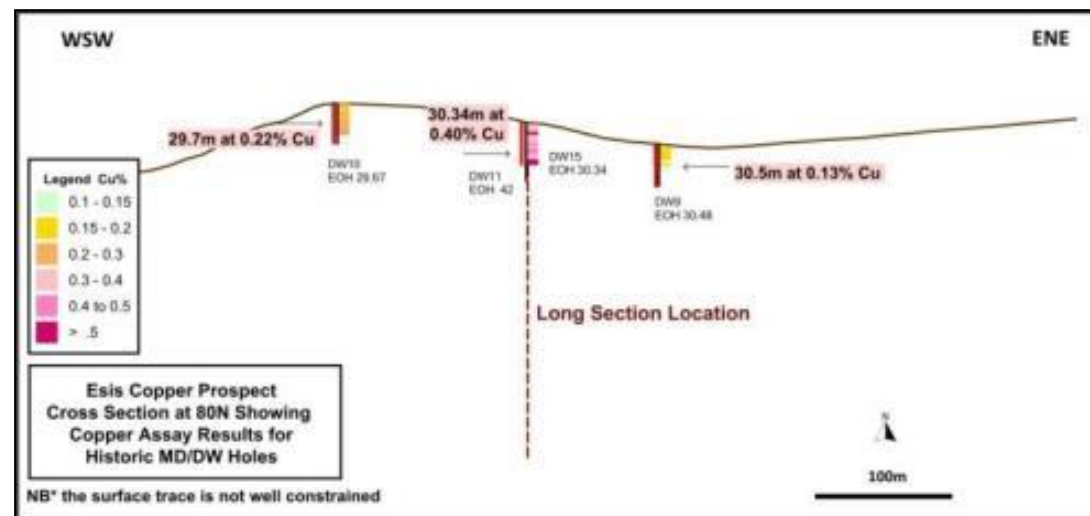 WSW
ENE
30.34m at
0.40% Cu
29.7m at 0.22% Cu
DW10
EOH 29.67
DW11
EOH 42
DW15
EOH 30.34
30.5m at 0.13% Cu
DW9
EOH 30.48
Legend Cu%
0.1 - 0.15
0.15 - 0.2
0.2 - 0.3
0.3 - 0.4
0.4 to 0.5
> .5
Long Section Location
Esis Copper Prospect
Cross Section at 80N Showing
Copper Assay Results for
Historic MD/DW Holes
N
100m
NB* the surface trace is not well constrained